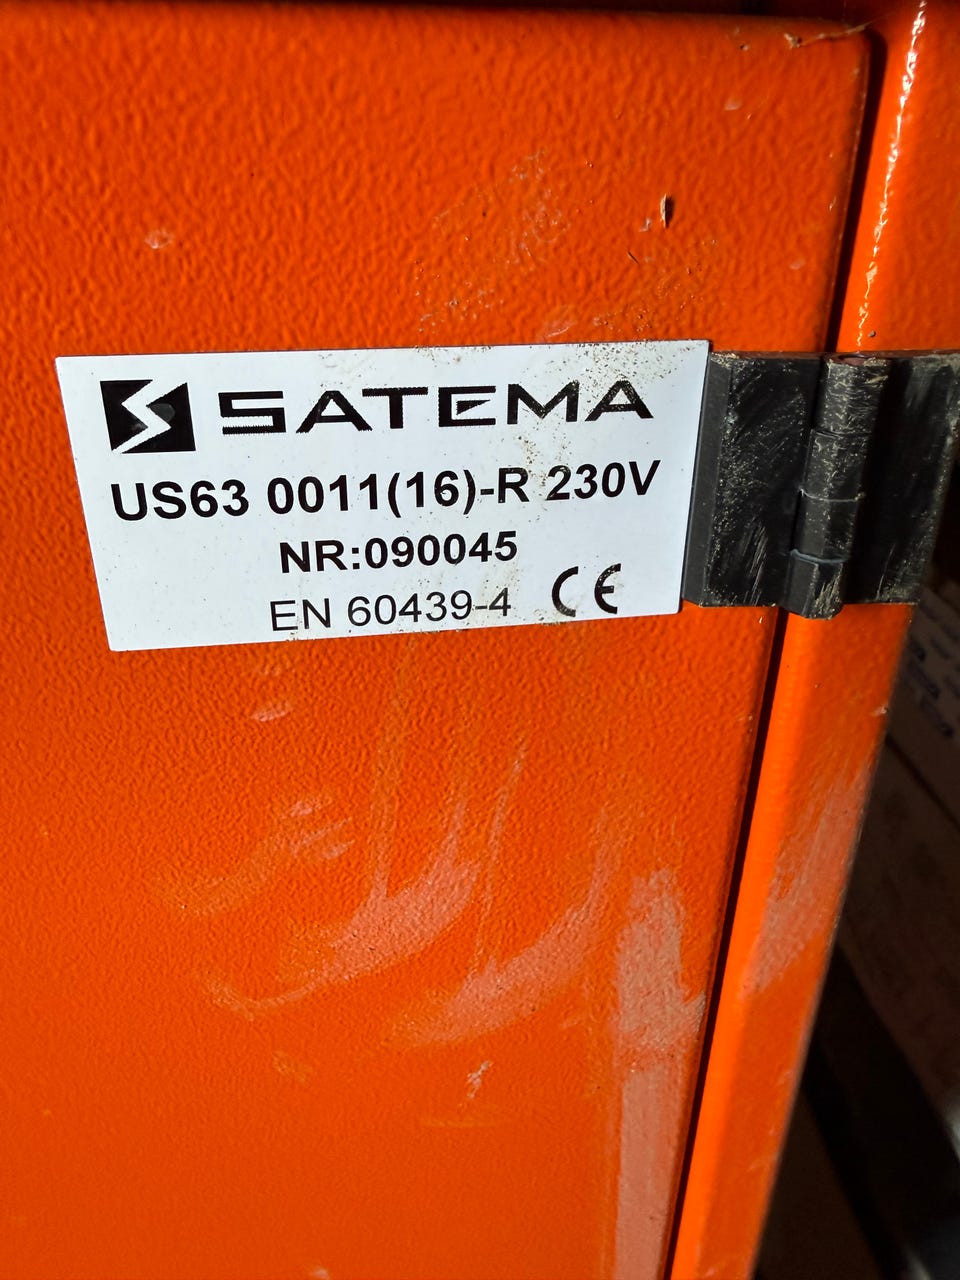 SATEMA
US63 0011(16)-R 230V
NR:090045
EN 60439-4 CE